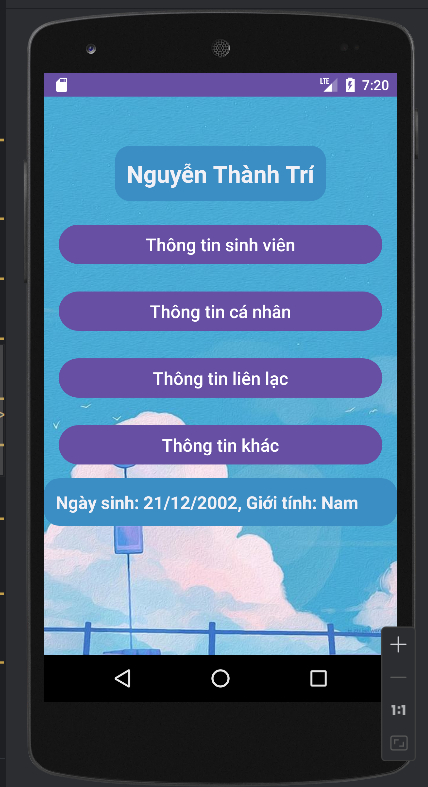 LTE 7:20
Nguyễn Thành Trí
Thông tin sinh viên
Thông tin cá nhân
Thông tin liên lạc
Thông tin khác
Ngày sinh: 21/12/2002, Giới tính: Nam
1:1